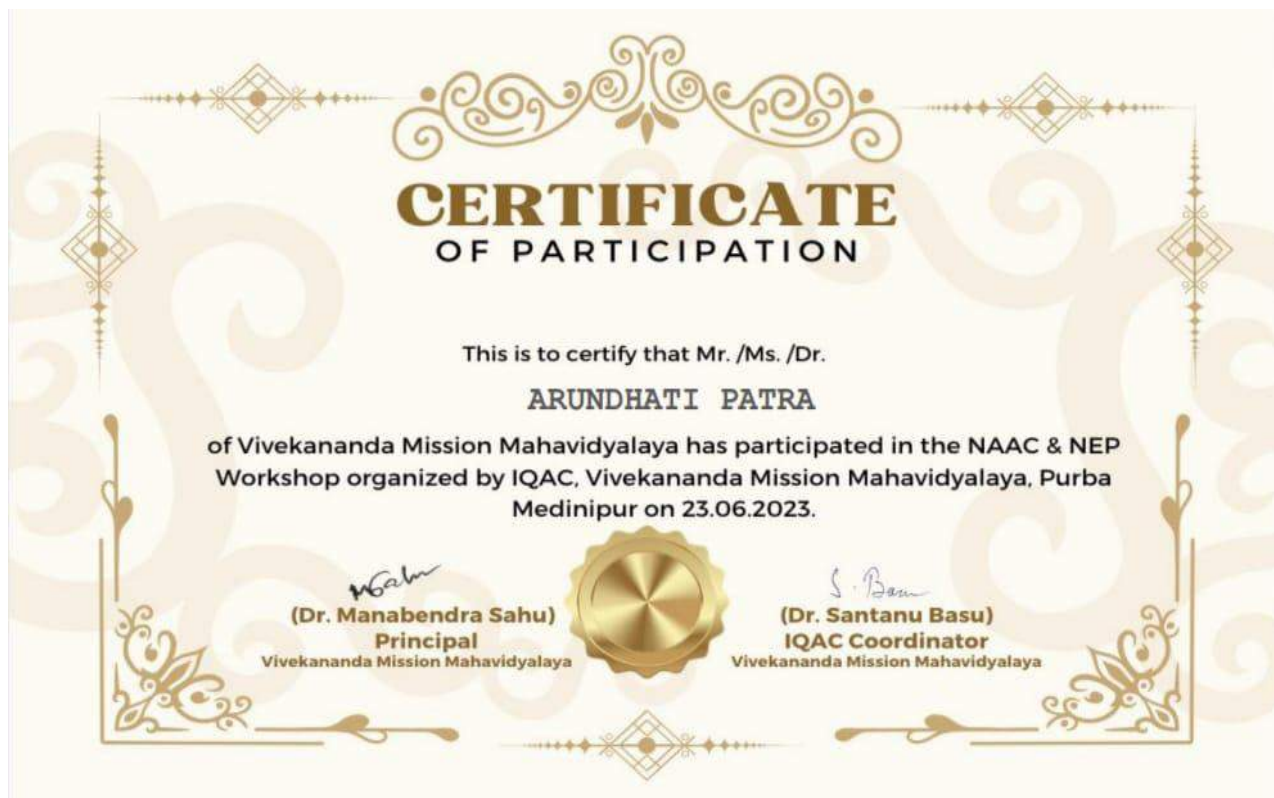 CERTIFICATE
OF PARTICIPATION
This is to certify that Mr. /Ms. /Dr.
ARUNDHATI PATRA
of Vivekananda Mission Mahavidyalaya has participated in the NAAC & NEP
Workshop organized by IQAC, Vivekananda Mission Mahavidyalaya, Purba
Medinipur on 23.06.2023.
S. Basu
(Dr. Manabendra Sahu)
Principal
Vivekananda Mission Mahavidyalaya
(Dr. Santanu Basu)
IQAC Coordinator
Vivekananda Mission Mahavidyalaya